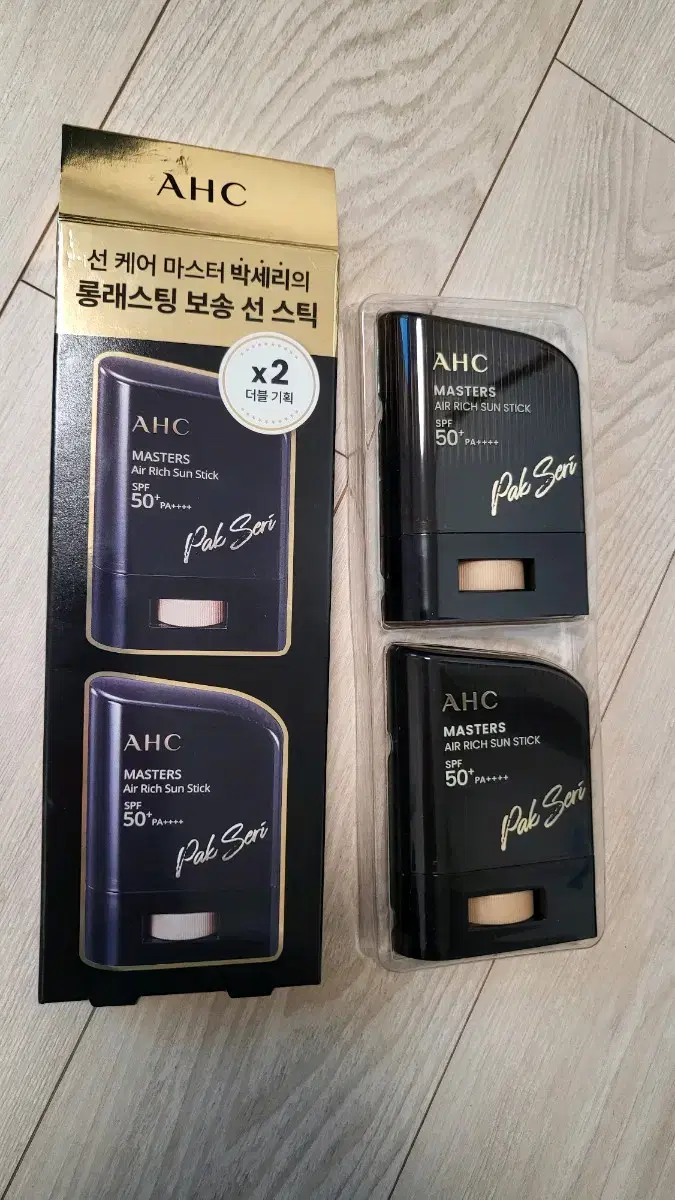 AHC
선 케어 마스터 박세리의
롱래스팅 보송 선 스틱
x2
더블 기획
AHC
MASTERS
Air Rich Sun Stick
SPF
50+ PA++++
Pak Seri
AHC
MASTERS
Air Rich Sun Stick
SPF
50+ PA++++
Pak Seri
AHC
MASTERS
AIR RICH SUN STICK
SPF
50+ PA++++
Pak Seri
AHC
MASTERS
AIR RICH SUN STICK
SPF
50+ PA++++
Pak Seri